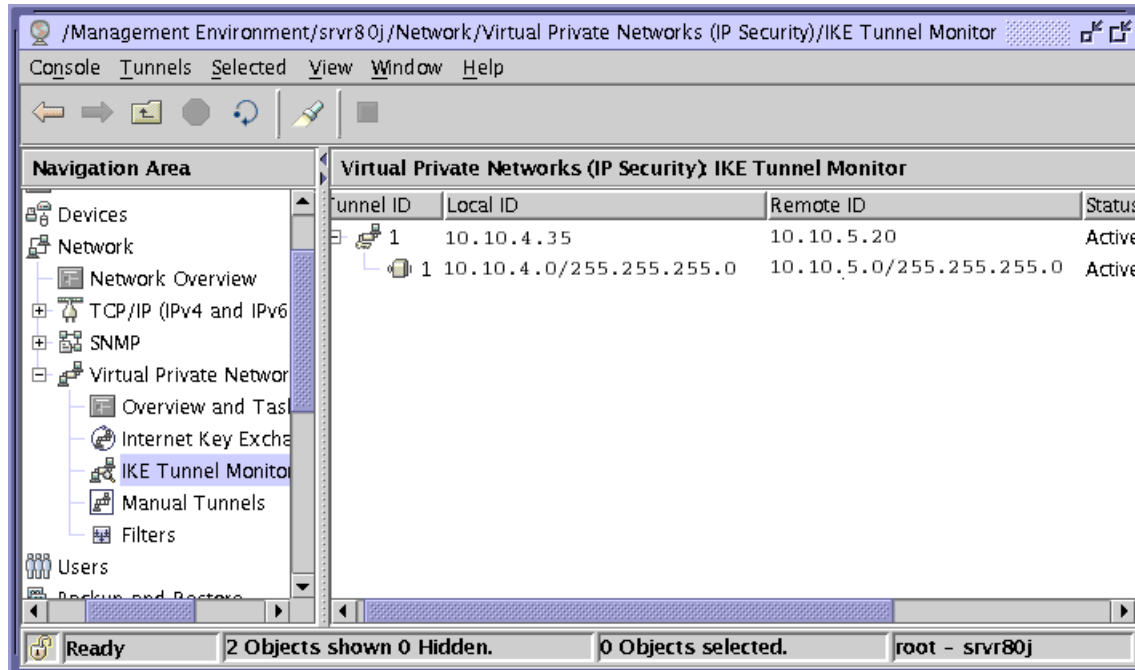 /Management Environment/srvr80j/Network/Virtual Private Networks (IP Security)/IKE Tunnel Monitor
Console Tunnels Selected View Window Help
Navigation Area
Virtual Private Networks (IP Security): IKE Tunnel Monitor
Devices
Network
Network Overview
TCP/IP (IPv4 and IPv6
SNMP
Virtual Private Networ
Overview and Tas
Internet Key Excha
IKE Tunnel Monitor
Manual Tunnels
Filters
Users
Backup and Restore
unnel ID Local ID Remote ID Status
1 10.10.4.35 10.10.5.20 Active
1 10.10.4.0/255.255.255.0 10.10.5.0/255.255.255.0 Active
Ready 2 Objects shown 0 Hidden. 0 Objects selected. root - srvr80j